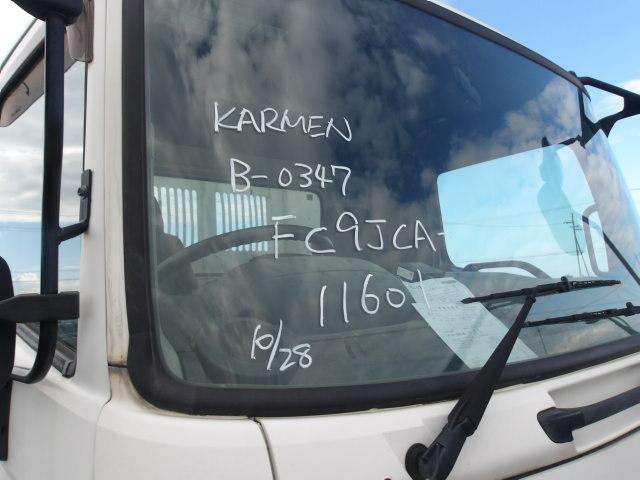 KARMEN
B-0347
FC9JCA-
11601
10/28